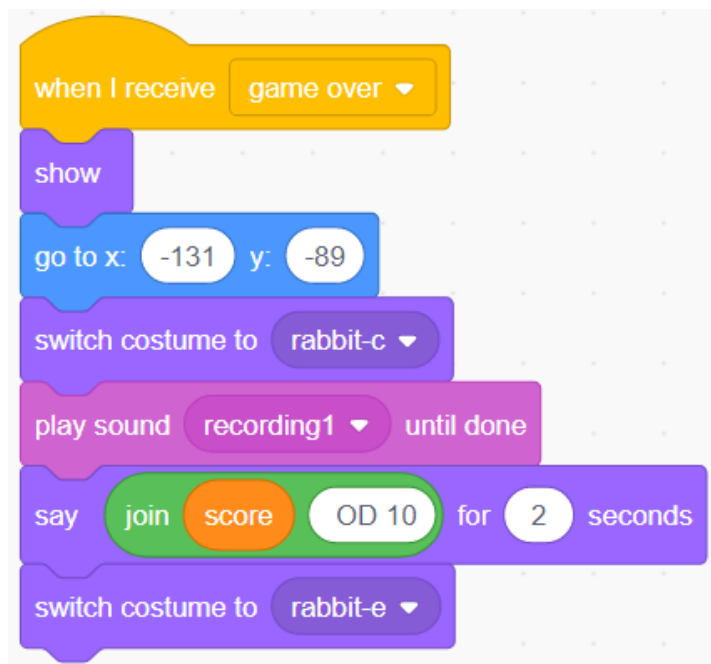 when I receive game over
show
go to x: -131 y: -89
switch costume to rabbit-c
play sound recording1 until done
say join score OD 10 for 2 seconds
switch costume to rabbit-e